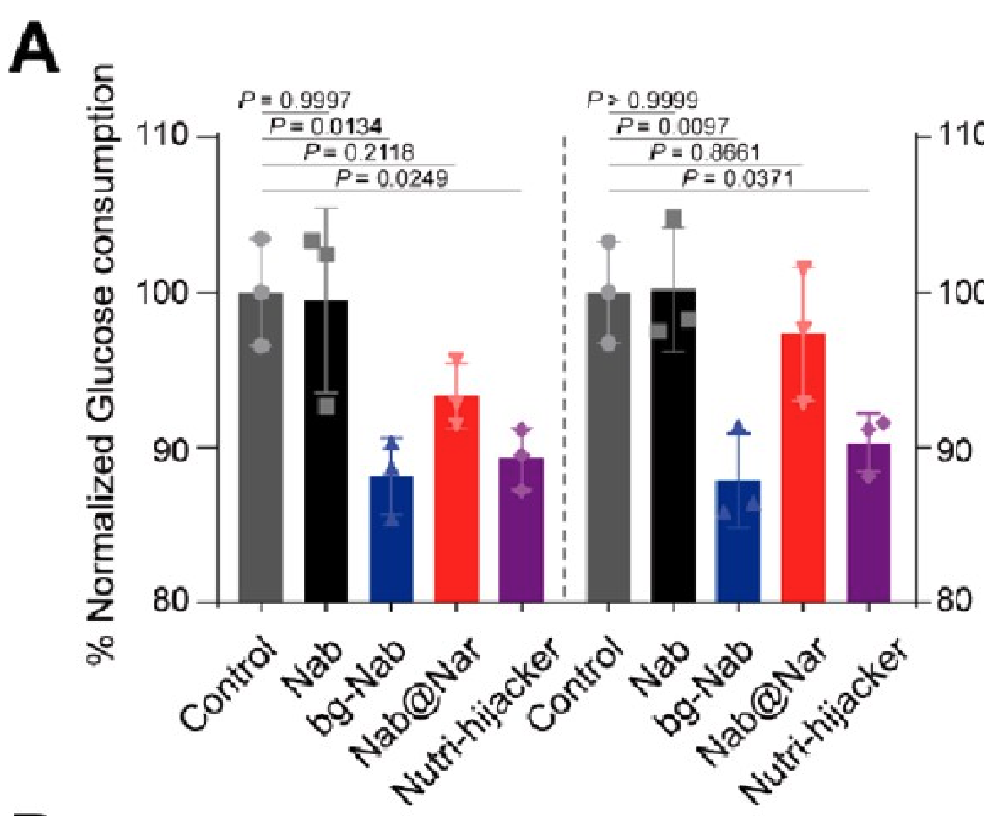 A
% Normalized Glucose consumption
110
100
90
80
P = 0.9997
P = 0.0134
P = 0.2118
P = 0.0249
P > 0.9999
P = 0.0097
P = 0.8661
P = 0.0371
110
100
90
80
Control
Nab
bg-Nab
Nab@Nar
Nutri-hijacker
Control
Nab
bg-Nab
Nab@Nar
Nutri-hijacker